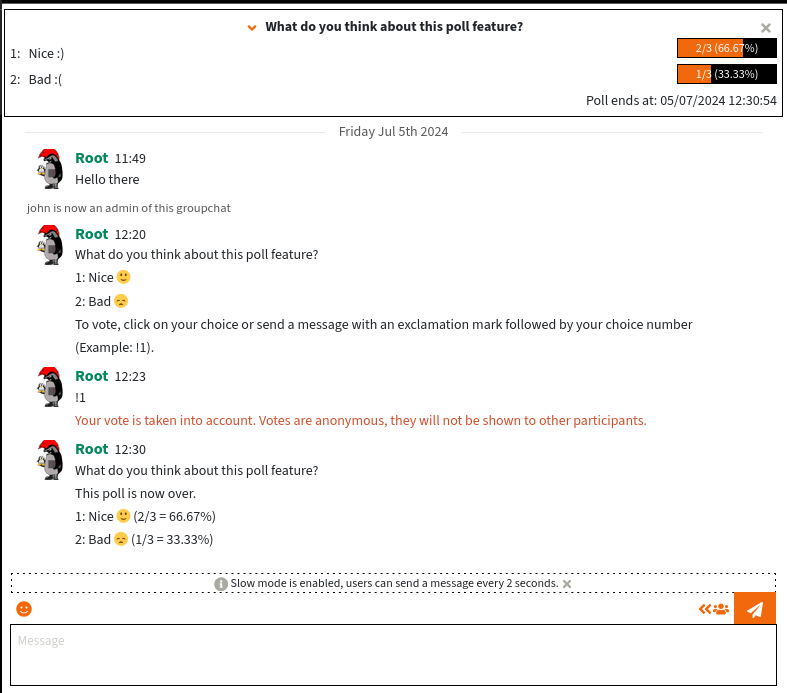 What do you think about this poll feature?
1: Nice :)
2/3 (66.67%)
2: Bad :(
1/3 (33.33%)
Poll ends at: 05/07/2024 12:30:54
Friday Jul 5th 2024
Root 11:49
Hello there
john is now an admin of this groupchat
Root 12:20
What do you think about this poll feature?
1: Nice 🙂
2: Bad 😞
To vote, click on your choice or send a message with an exclamation mark followed by your choice number
(Example: !1).
Root 12:23
!1
Your vote is taken into account. Votes are anonymous, they will not be shown to other participants.
Root 12:30
What do you think about this poll feature?
This poll is now over.
1: Nice 🙂 (2/3 = 66.67%)
2: Bad 😞 (1/3 = 33.33%)
Slow mode is enabled, users can send a message every 2 seconds.
Message